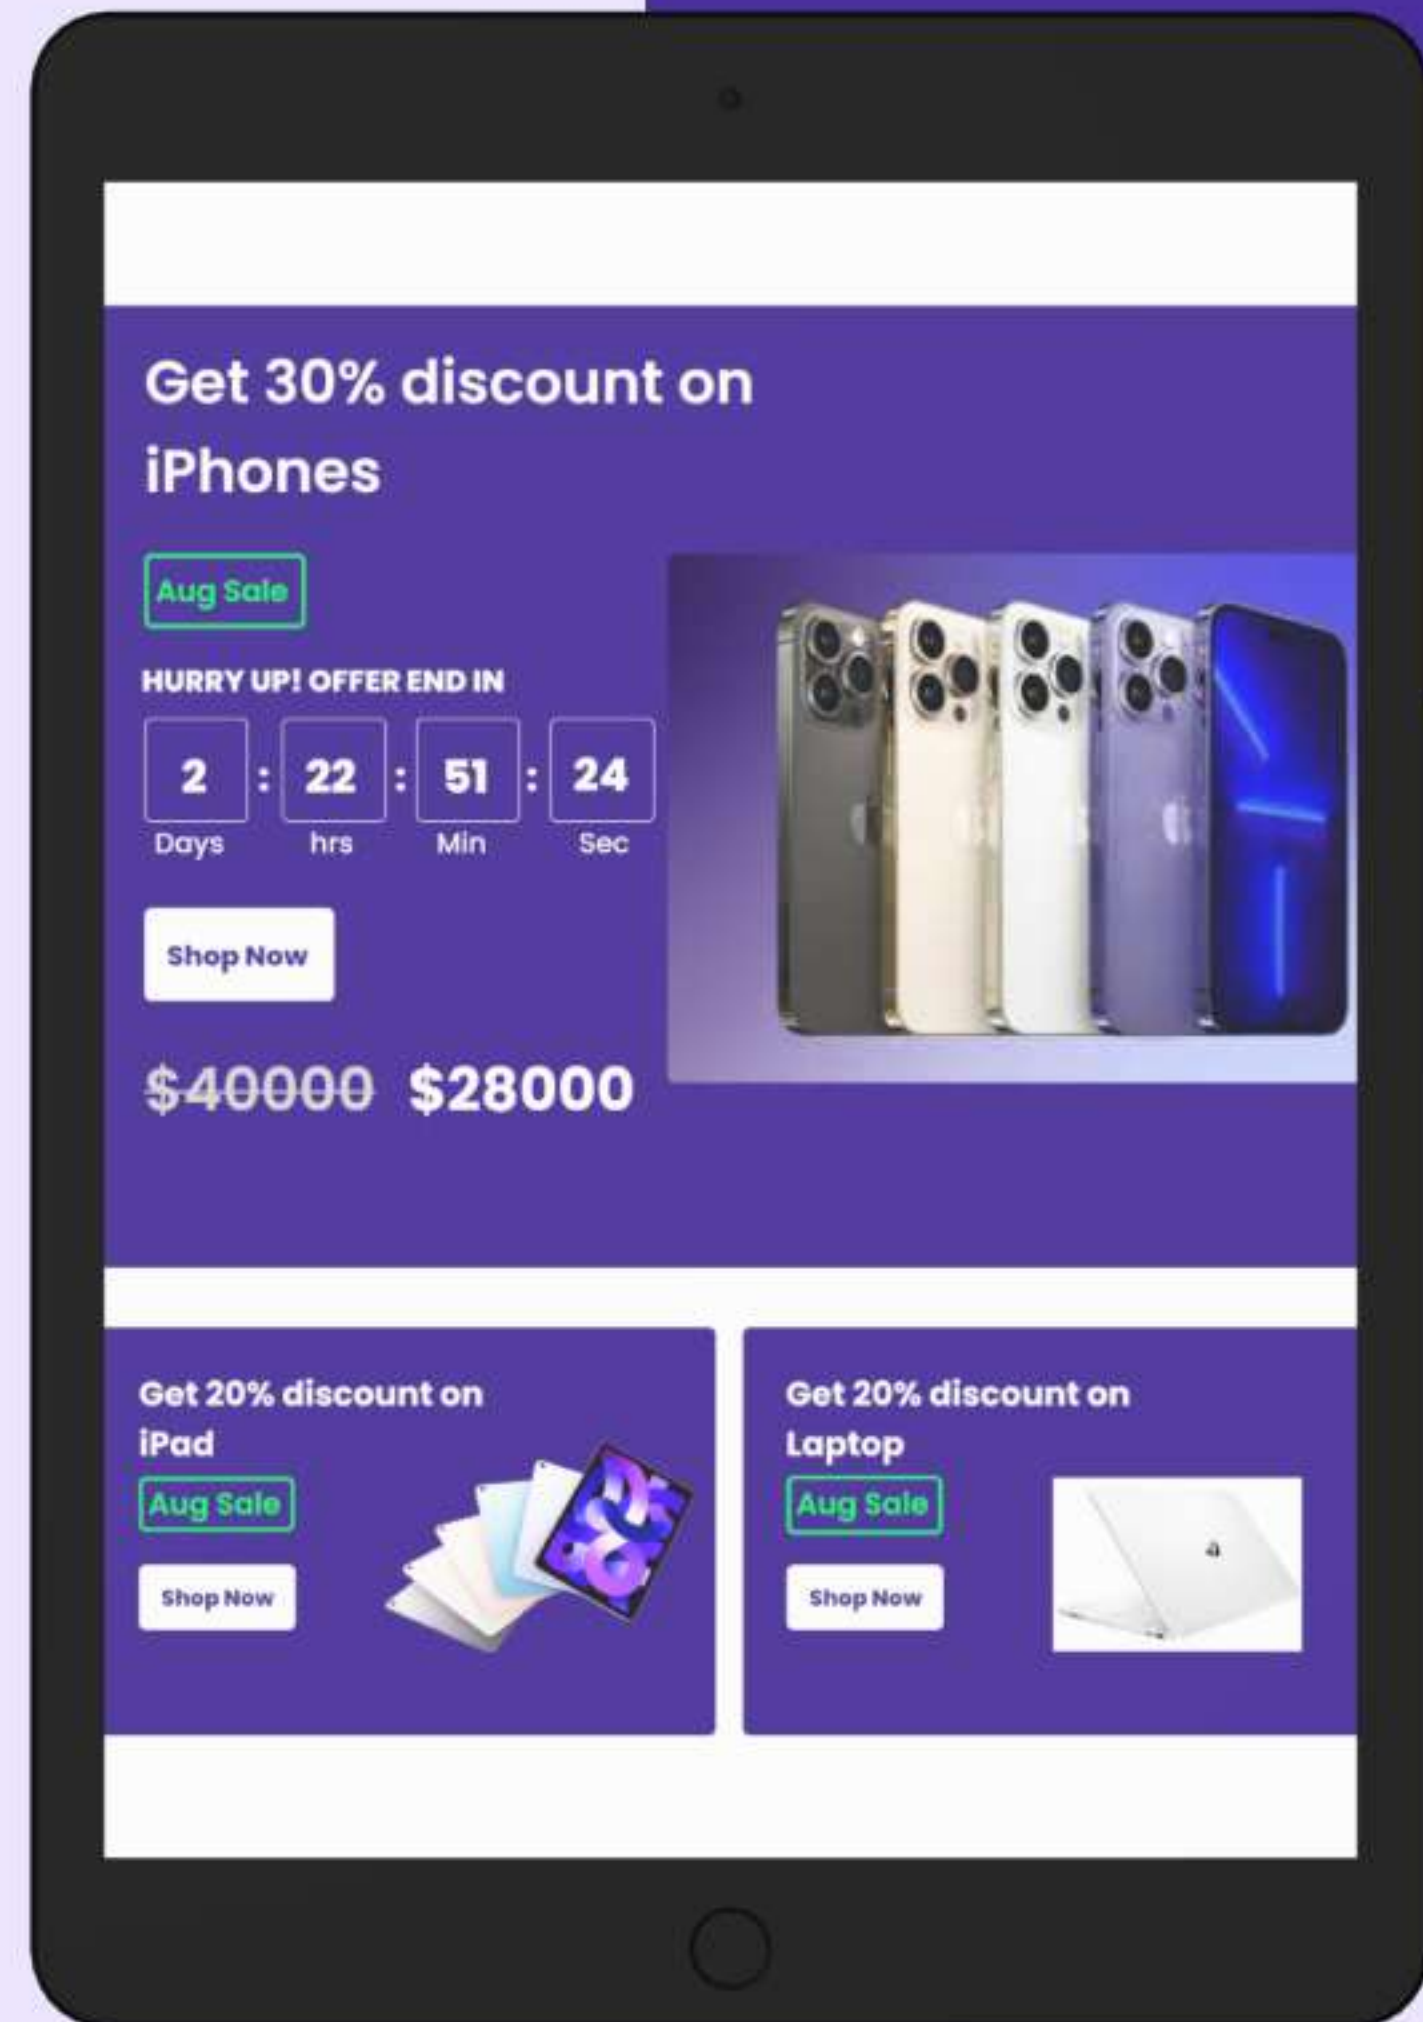 Get 30% discount on
iPhones
Aug Sale
HURRY UP! OFFER END IN
2 : 22 : 51 : 24
Days hrs Min Sec
Shop Now
$40000 $28000
Get 20% discount on
iPad
Aug Sale
Shop Now
Get 20% discount on
Laptop
Aug Sale
Shop Now